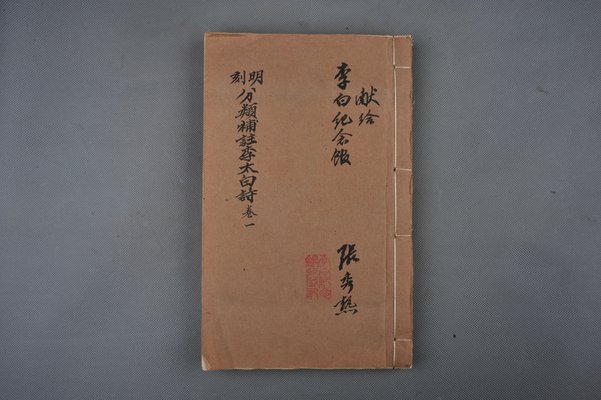 献给
李白纪念馆
张秀熟
明刻
分類補註李太白詩 卷一